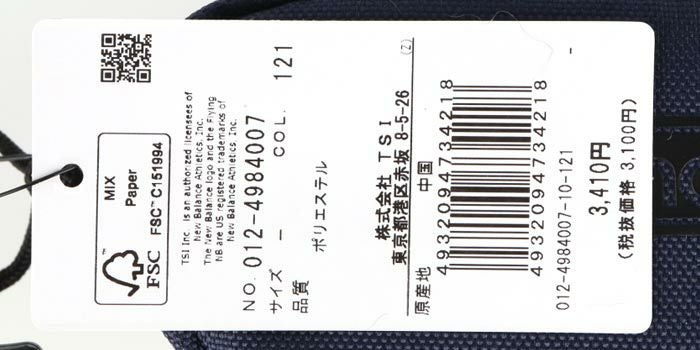 MIX
Paper
FSC™ C151994
FSC
TSI Inc. is an authorized licensees of
New Balance Athletics, Inc.
The New Balance logo and the Flying
NB are US registered trademarks of
New Balance Athletics, Inc.
NO. 012-4984007
サイズ - COL. 121
品質 ポリエステル
株式会社 TSI
東京都港区赤坂 8-5-26 (Z)
原産地 中国
4932094734218
4932094734218
012-4984007-10-121 -
3,410円
(税抜価格 3,100円)